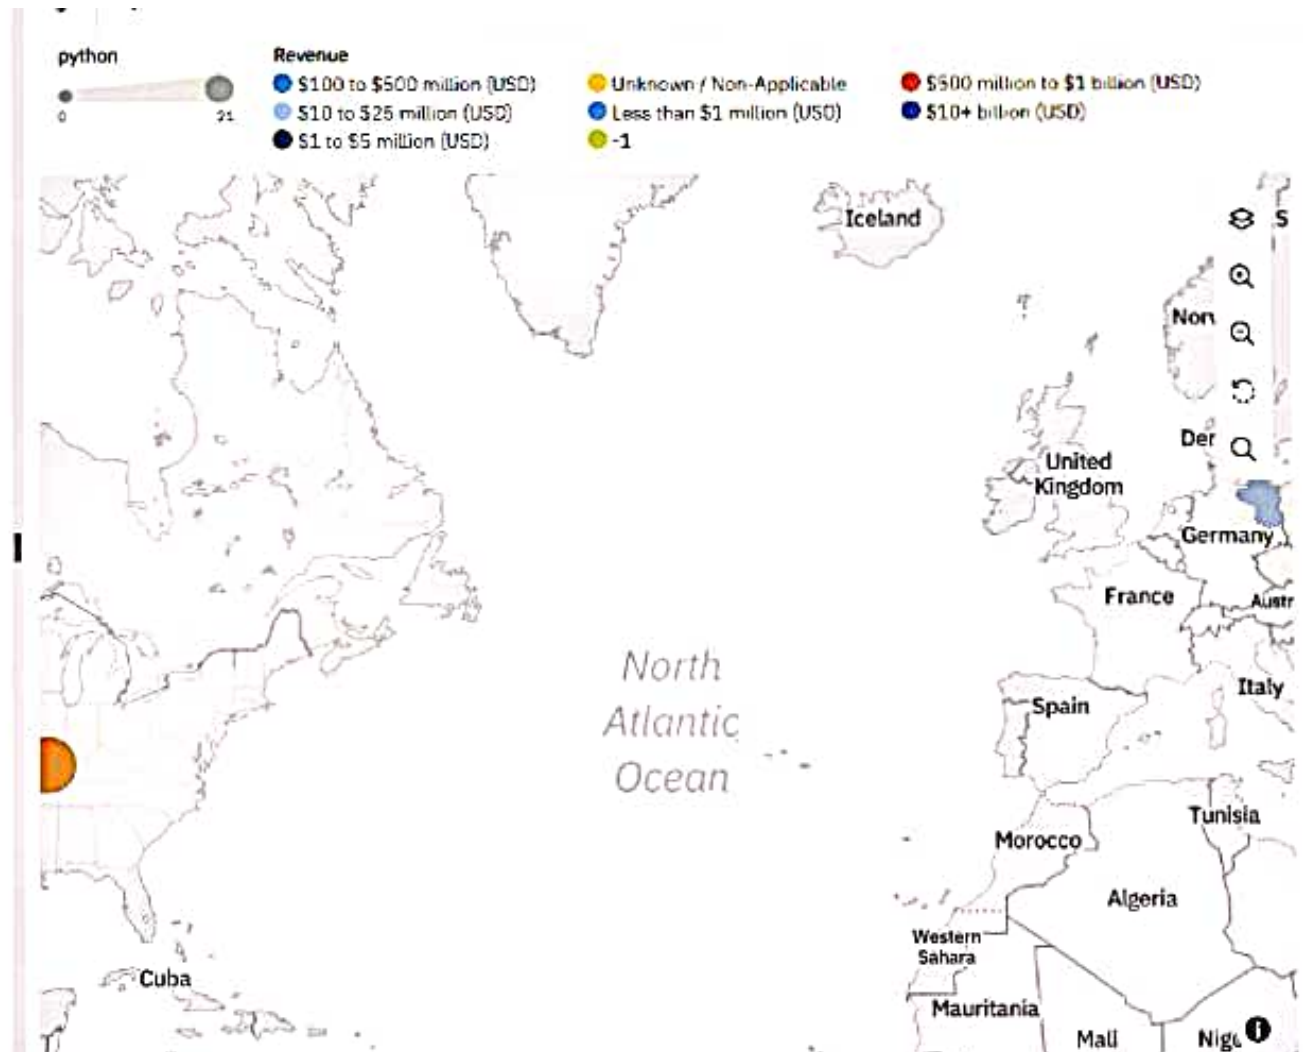 python
Revenue
$100 to $500 million (USD)
Unknown / Non-Applicable
$500 million to $1 billion (USD)
$10 to $25 million (USD)
Less than $1 million (USD)
$10+ billion (USD)
0
21
$1 to $5 million (USD)
-1
Iceland
S
Nor
Der
United
Kingdom
Germany
France
Austr
North
Atlantic
Ocean
Italy
Spain
Tunisia
Morocco
Algeria
Western
Sahara
Cuba
Mauritania
Mali
Nig